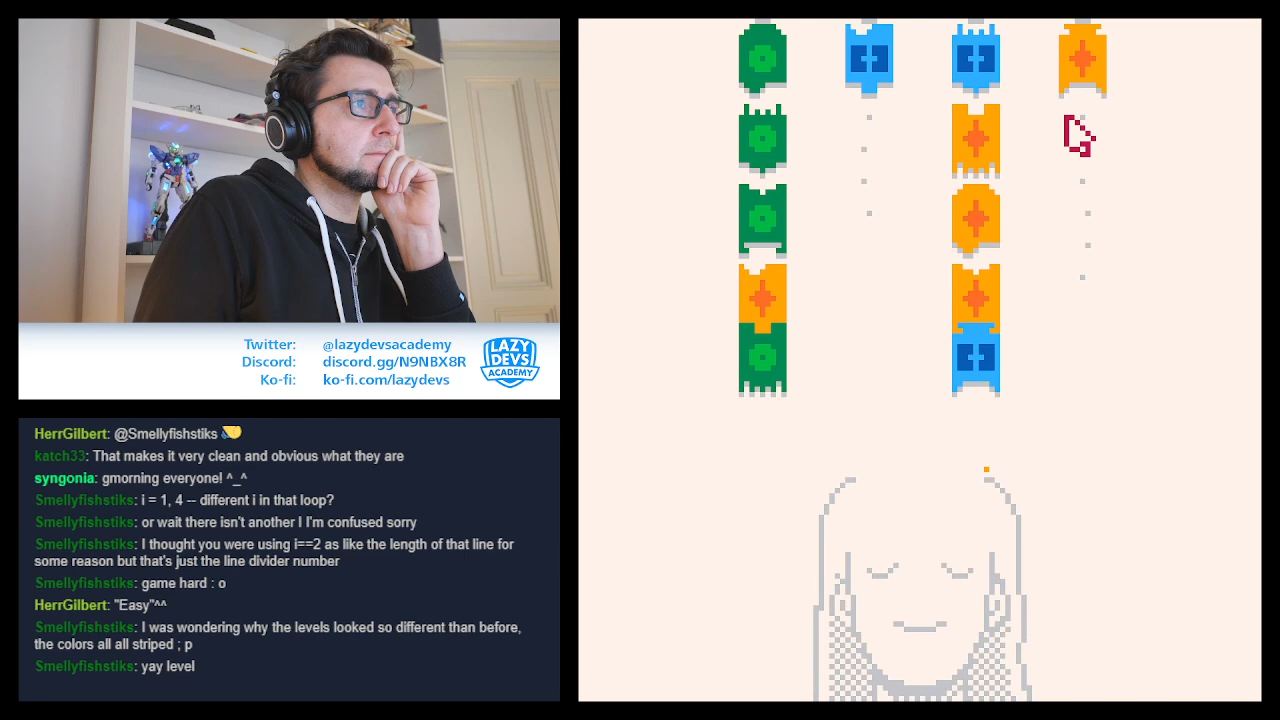 Twitter: @lazydevsacademy
Discord: discord.gg/N9NBX8R
Ko-fi: ko-fi.com/lazydevs
LAZY
DEVS
ACADEMY
HerrGilbert: @Smellyfishstiks
katch33: That makes it very clean and obvious what they are
syngonia: gmorning everyone! ^_^
Smellyfishstiks: i = 1, 4 -- different i in that loop?
Smellyfishstiks: or wait there isn't another I I'm confused sorry
Smellyfishstiks: I thought you were using i==2 as like the length of that line for
some reason but that's just the line divider number
Smellyfishstiks: game hard : o
HerrGilbert: "Easy"^^
Smellyfishstiks: I was wondering why the levels looked so different than before,
the colors all all striped ; p
Smellyfishstiks: yay level